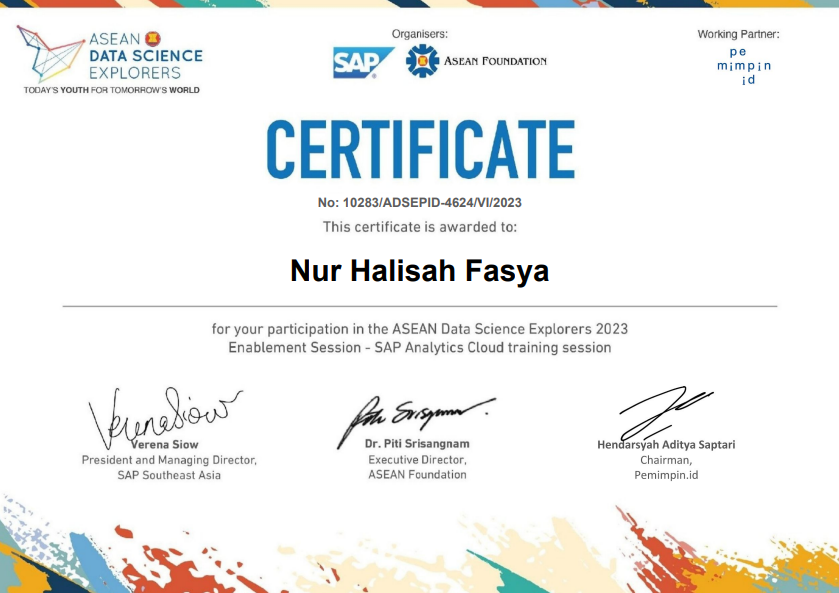 ASEAN
DATA SCIENCE
EXPLORERS
TODAY'S YOUTH FOR TOMORROW'S WORLD
Organisers:
SAP
ASEAN FOUNDATION
Working Partner:
pe
mimpin
id
CERTIFICATE
No: 10283/ADSEPID-4624/VI/2023
This certificate is awarded to:
Nur Halisah Fasya
for your participation in the ASEAN Data Science Explorers 2023
Enablement Session - SAP Analytics Cloud training session
Verena Siow
Verena Siow
President and Managing Director,
SAP Southeast Asia
Dr. Piti Srisangnam
Executive Director,
ASEAN Foundation
Hendarsyah Aditya Saptari
Chairman,
Pemimpin.id